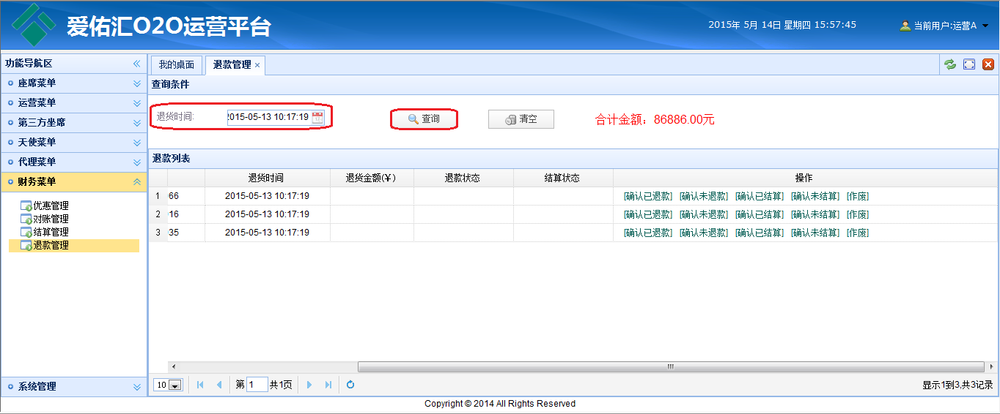 爱佑汇O2O运营平台
2015年 5月 14日 星期四 15:57:45
当前用户:运营A
功能导航区
我的桌面 退款管理
座席菜单
运营菜单
第三方坐席
天使菜单
代理菜单
财务菜单
优惠管理
对账管理
结算管理
退款管理
系统管理
查询条件
退货时间: 2015-05-13 10:17:19 查询 清空 合计金额：86886.00元
退款列表
退货时间 退货金额(￥) 退款状态 结算状态 操作
1 66 2015-05-13 10:17:19 [确认已退款] [确认未退款] [确认已结算] [确认未结算] [作废]
2 16 2015-05-13 10:17:19 [确认已退款] [确认未退款] [确认已结算] [确认未结算] [作废]
3 35 2015-05-13 10:17:19 [确认已退款] [确认未退款] [确认已结算] [确认未结算] [作废]
10 第 1 共1页 显示1到3,共3记录
Copyright © 2014 All Rights Reserved